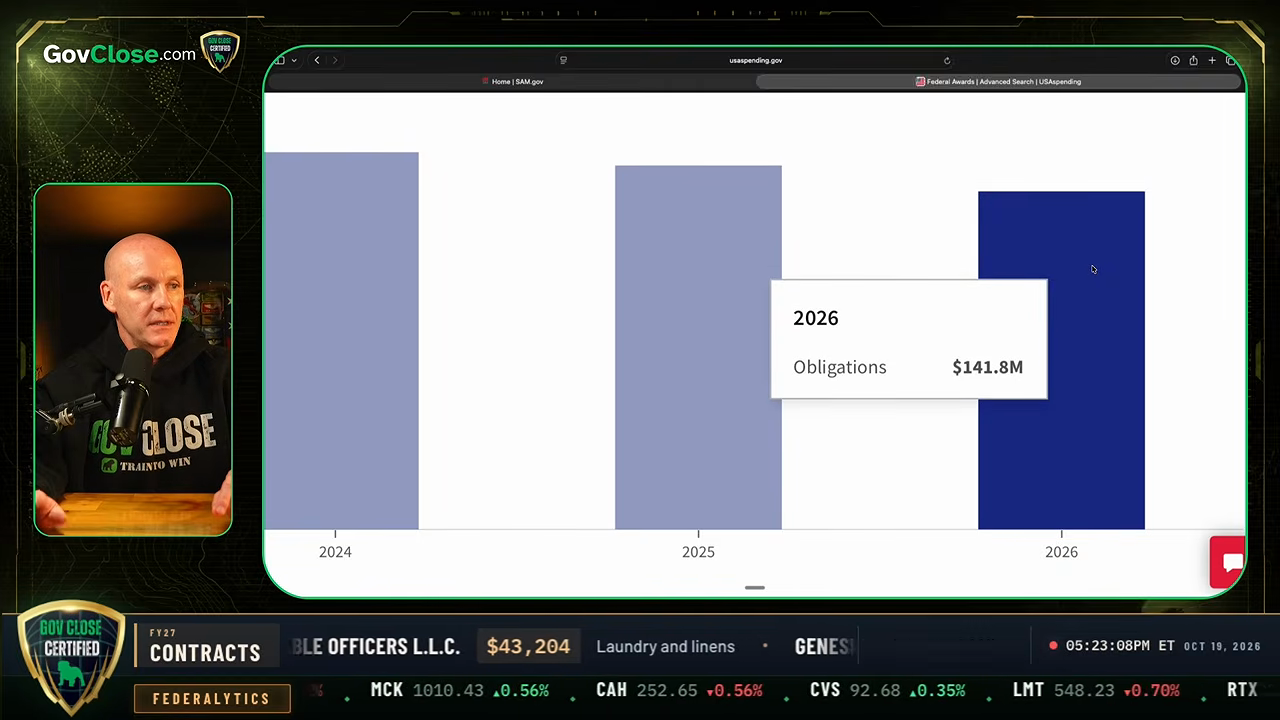 GovClose.com
GOV CLOSE
CERTIFIED
usaspending.gov
Home | SAM.gov
Federal Awards | Advanced Search | USAspending
2026
Obligations $141.8M
2024 2025 2026
GOV CLOSE
TRAIN TO WIN
GOV CLOSE
CERTIFIED
FY27
CONTRACTS
BLE OFFICERS L.L.C. $43,204 Laundry and linens • GENES
05:23:08PM ET OCT 19, 2026
FEDERALYTICS
% MCK 1010.43 ▲0.56% CAH 252.65 ▼0.56% CVS 92.68 ▲0.35% LMT 548.23 ▼0.70% RTX